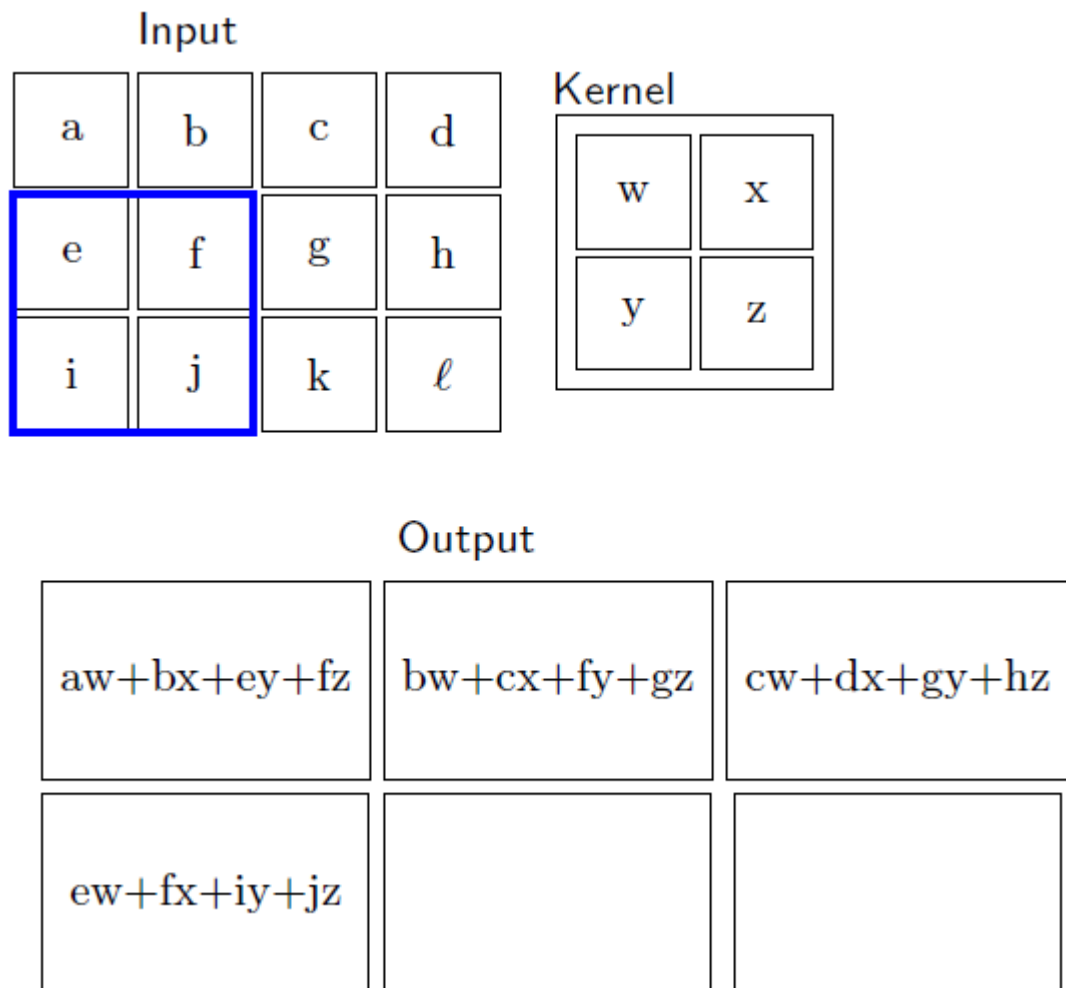 Input
Kernel
a b c d
e f g h
i j k ℓ
w x
y z
Output
aw+bx+ey+fz bw+cx+fy+gz cw+dx+gy+hz
ew+fx+iy+jz